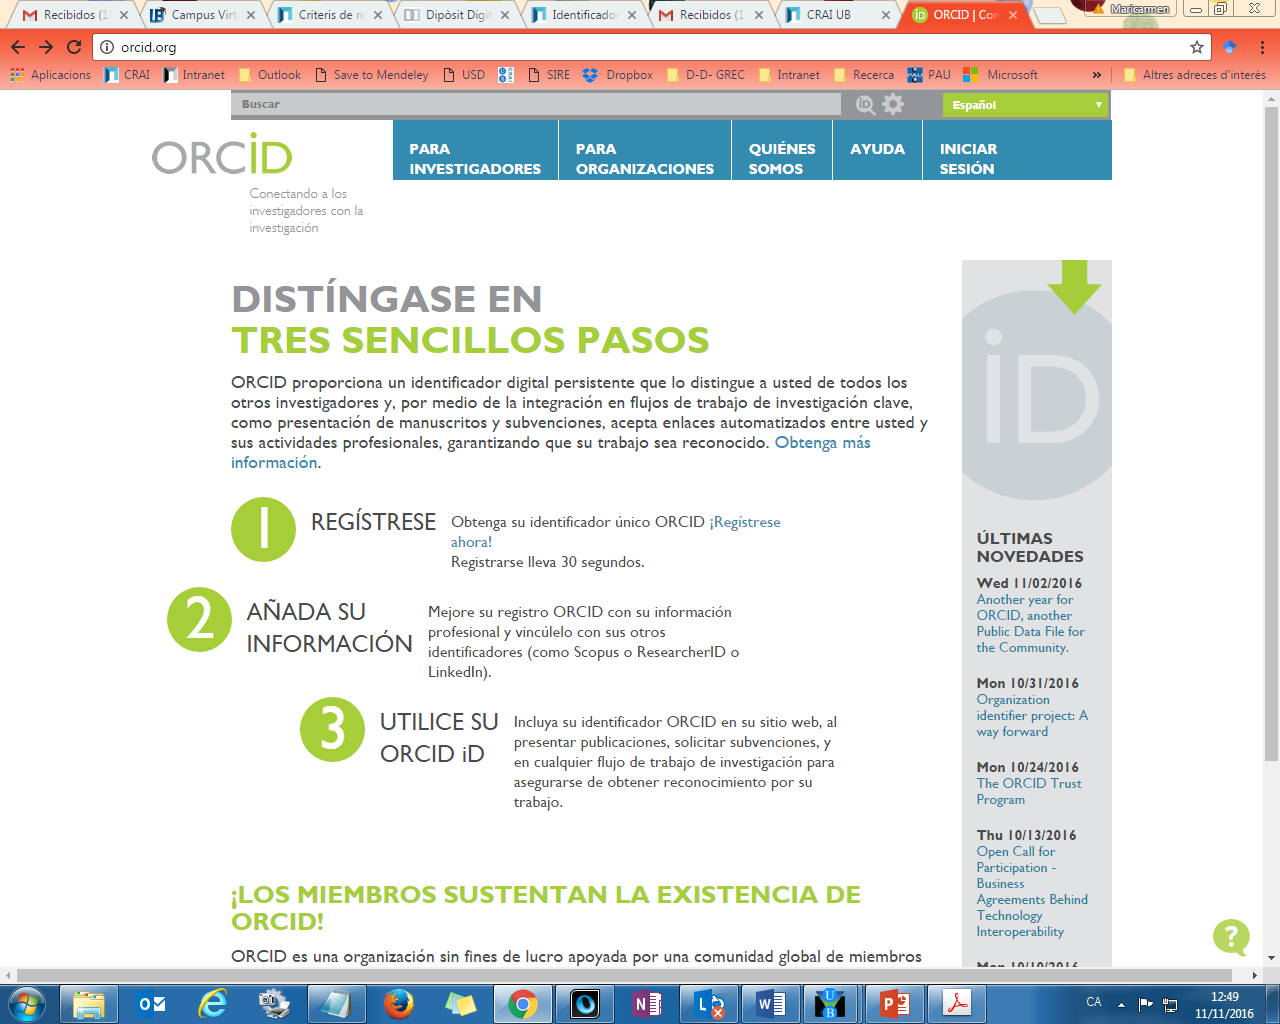 Recibidos (1
Campus Virt
Criteris de n
Dipòsit Digit
Identificado
Recibidos (1
CRAI UB
ORCID | Con
Maricarmen
orcid.org
Aplicacions
CRAI
Intranet
Outlook
Save to Mendeley
USD
SIRE
Dropbox
D-D- GREC
Intranet
Recerca
PAU
Microsoft
»
Altres adreces d'interès
Buscar
Español
ORCID
Conectando a los
investigadores con la
investigación
PARA
INVESTIGADORES
PARA
ORGANIZACIONES
QUIÉNES
SOMOS
AYUDA
INICIAR
SESIÓN
DISTÍNGASE EN
TRES SENCILLOS PASOS
ORCID proporciona un identificador digital persistente que lo distingue a usted de todos los
otros investigadores y, por medio de la integración en flujos de trabajo de investigación clave,
como presentación de manuscritos y subvenciones, acepta enlaces automatizados entre usted y
sus actividades profesionales, garantizando que su trabajo sea reconocido. Obtenga más
información.
1
REGÍSTRESE
Obtenga su identificador único ORCID ¡Regístrese
ahora!
Registrarse lleva 30 segundos.
2
AÑADA SU
INFORMACIÓN
Mejore su registro ORCID con su información
profesional y vincúlelo con sus otros
identificadores (como Scopus o ResearcherID o
LinkedIn).
3
UTILICE SU
ORCID iD
Incluya su identificador ORCID en su sitio web, al
presentar publicaciones, solicitar subvenciones, y
en cualquier flujo de trabajo de investigación para
asegurarse de obtener reconocimiento por su
trabajo.
¡LOS MIEMBROS SUSTENTAN LA EXISTENCIA DE
ORCID!
ORCID es una organización sin fines de lucro apoyada por una comunidad global de miembros
iD
ÚLTIMAS
NOVEDADES
Wed 11/02/2016
Another year for
ORCID, another
Public Data File for
the Community.
Mon 10/31/2016
Organization
identifier project: A
way forward
Mon 10/24/2016
The ORCID Trust
Program
Thu 10/13/2016
Open Call for
Participation -
Business
Agreements Behind
Technology
Interoperability
Mon 10/10/2016
?
CA
12:49
11/11/2016